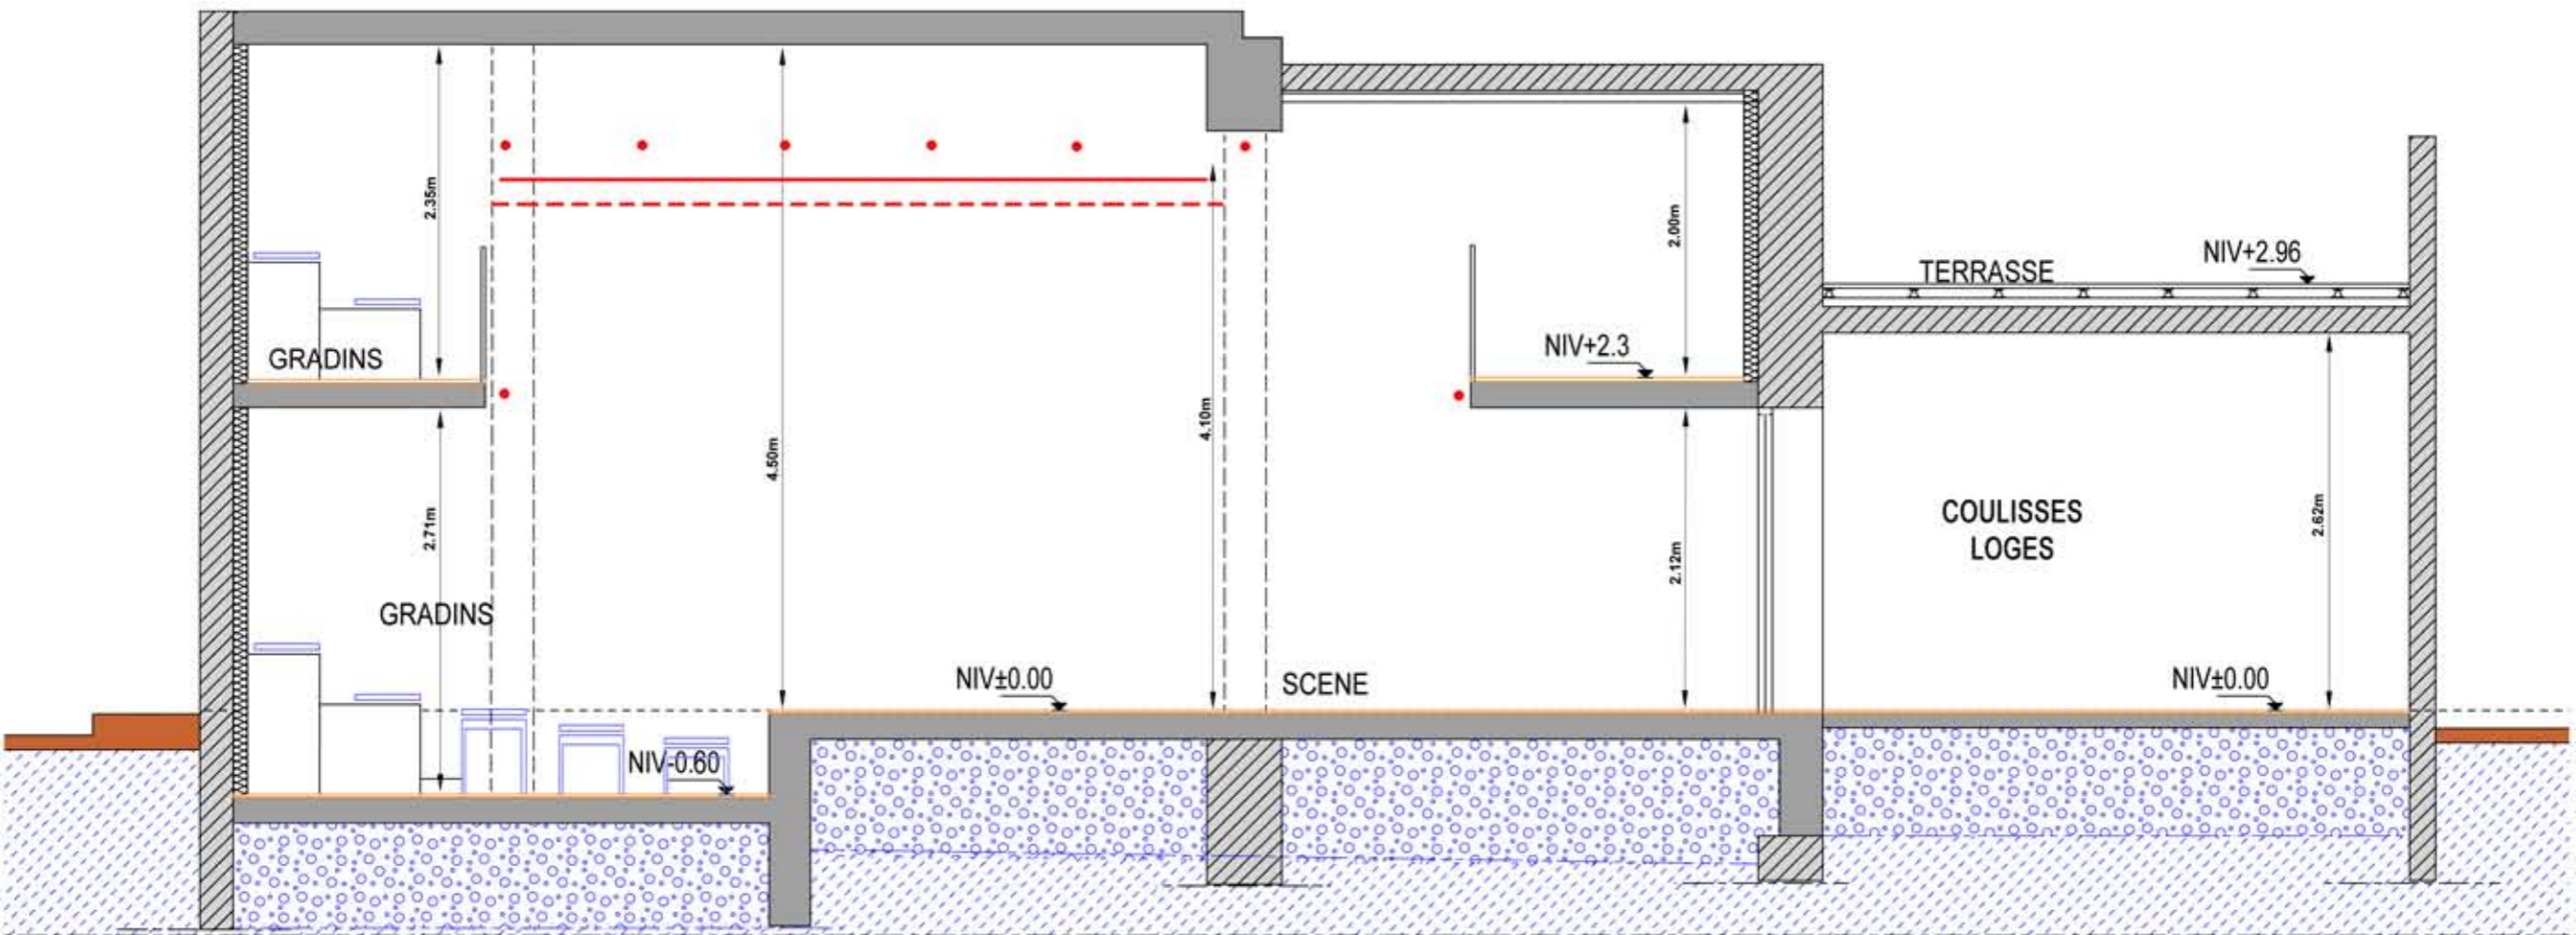 2.35m
2.00m
NIV+2.96
TERRASSE
NIV+2.3
GRADINS
4.10m
4.50m
2.71m
COULISSES
LOGES
2.62m
2.12m
GRADINS
NIV±0.00
SCENE
NIV±0.00
NIV-0.60